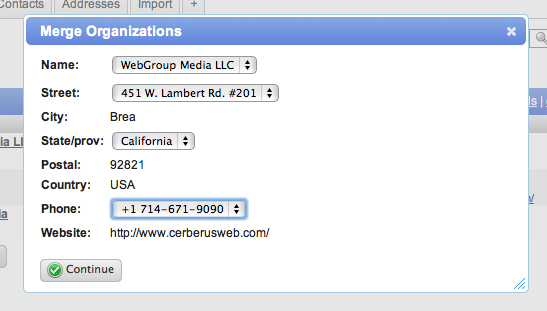 Contacts Addresses Import +
Merge Organizations
Name: WebGroup Media LLC
Street: 451 W. Lambert Rd. #201
City: Brea
State/prov: California
Postal: 92821
Country: USA
Phone: +1 714-671-9090
Website: http://www.cerberusweb.com/
Continue